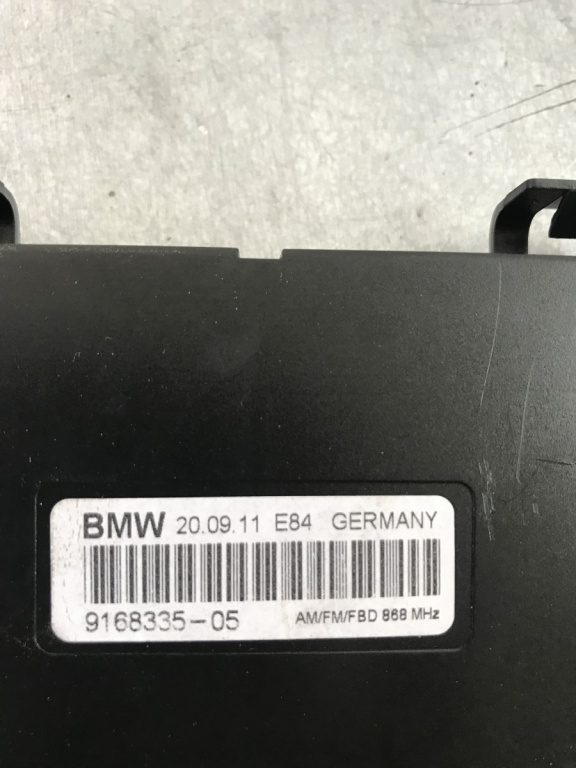 BMW 20.09.11 E84 GERMANY
9168335-05 AM/FM/FBD 868 MHz